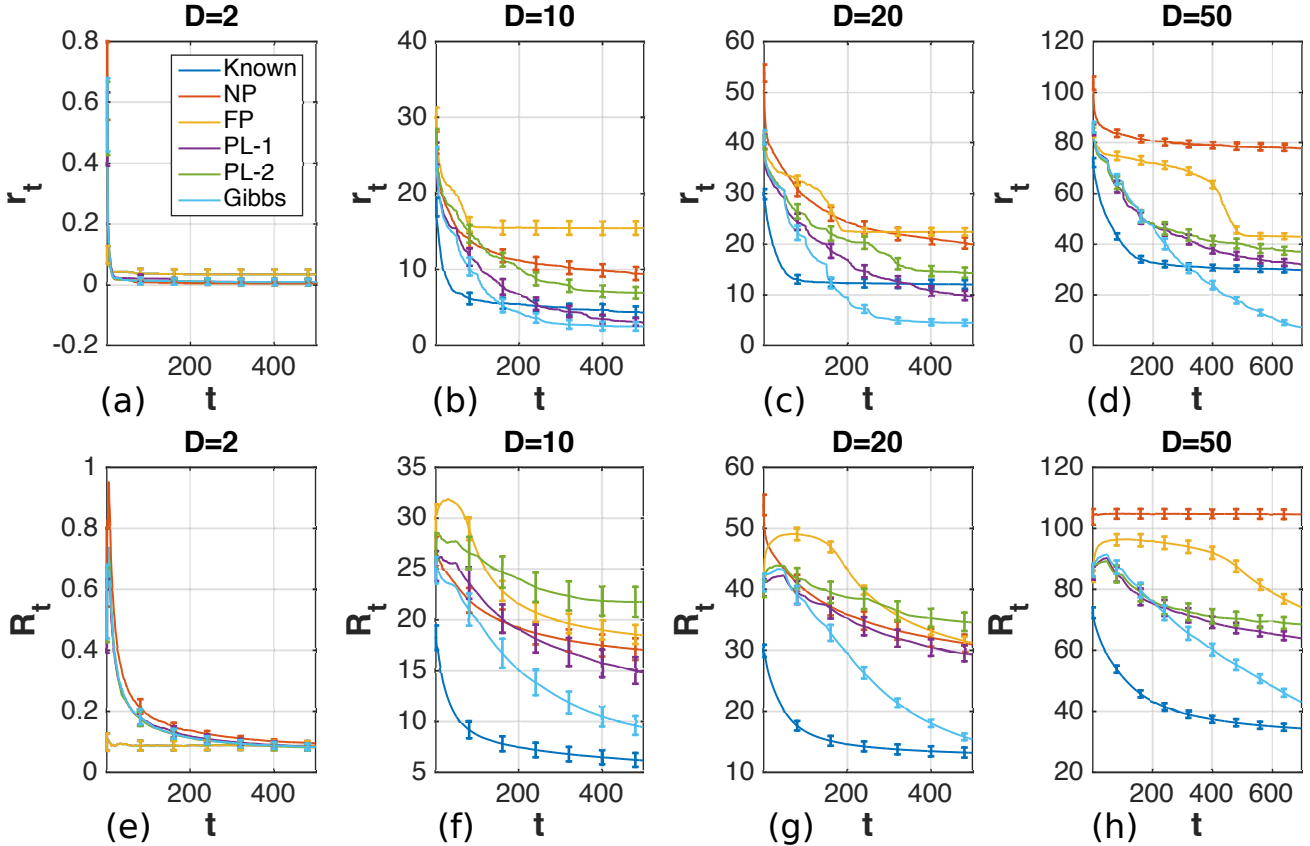 D=2 D=10 D=20 D=50
0.8 40 60 120
Known
NP
FP
PL-1
PL-2
Gibbs
0.6 50 100
30
0.4 40 80
r_t r_t 20 r_t 30 r_t 60
0.2
20 40
0 10
10 20
-0.2 0 0 0
200 400 200 400 200 400 200 400 600
(a) t (b) t (c) t (d) t
D=2 D=10 D=20 D=50
1 35 60 120
0.8 30 50 100
25
0.6 40 80
R_t R_t 20 R_t R_t
0.4 30 60
15
0.2 10 20 40
0 5 10 20
200 400 200 400 200 400 200 400 600
(e) t (f) t (g) t (h) t